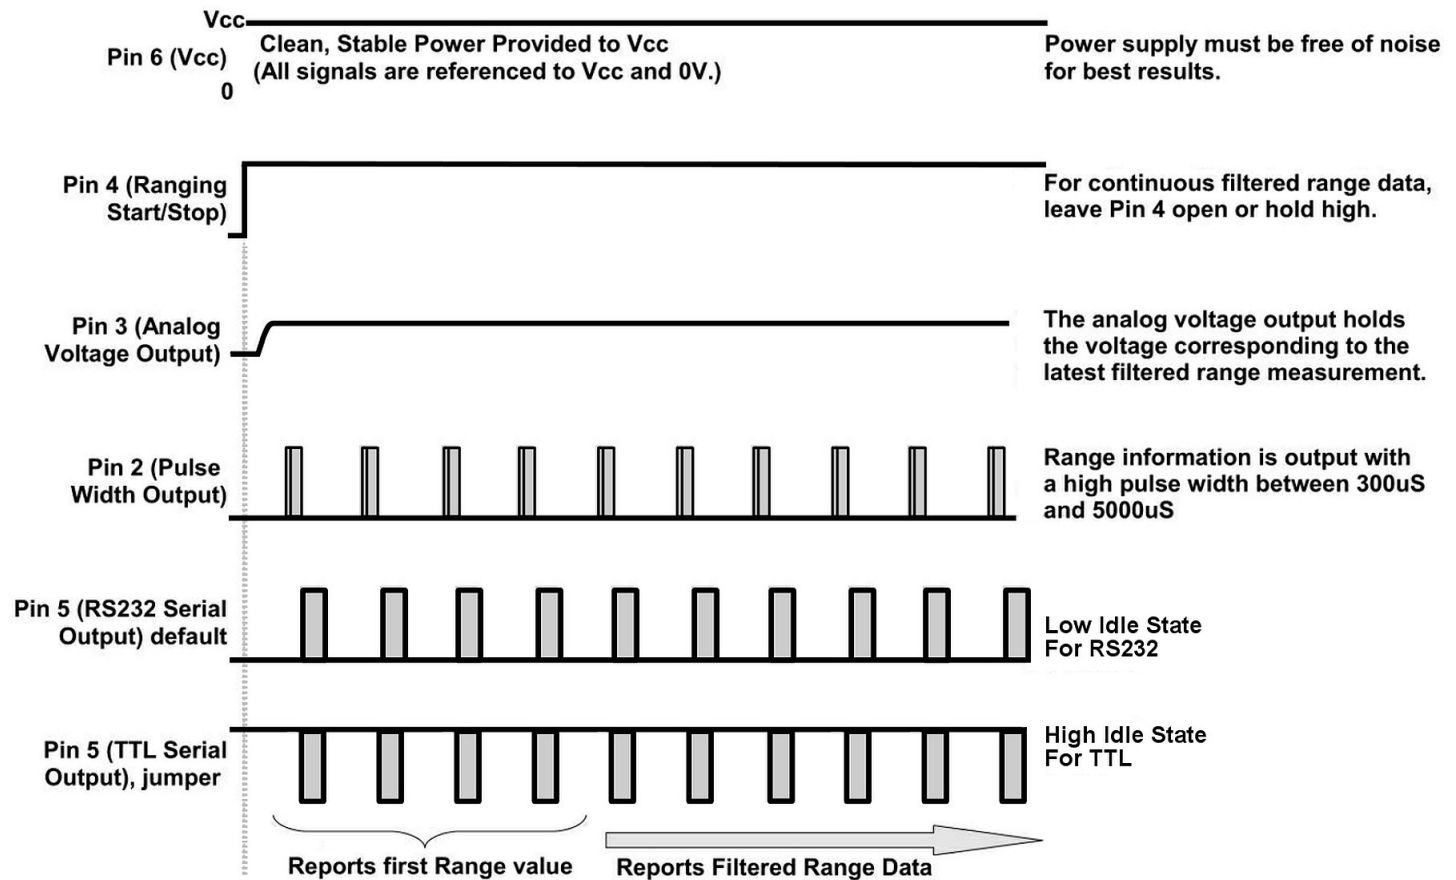 Vcc
Pin 6 (Vcc)
0
Clean, Stable Power Provided to Vcc
(All signals are referenced to Vcc and 0V.)
Power supply must be free of noise
for best results.
Pin 4 (Ranging
Start/Stop)
For continuous filtered range data,
leave Pin 4 open or hold high.
Pin 3 (Analog
Voltage Output)
The analog voltage output holds
the voltage corresponding to the
latest filtered range measurement.
Pin 2 (Pulse
Width Output)
Range information is output with
a high pulse width between 300uS
and 5000uS
Pin 5 (RS232 Serial
Output) default
Low Idle State
For RS232
Pin 5 (TTL Serial
Output), jumper
High Idle State
For TTL
Reports first Range value
Reports Filtered Range Data